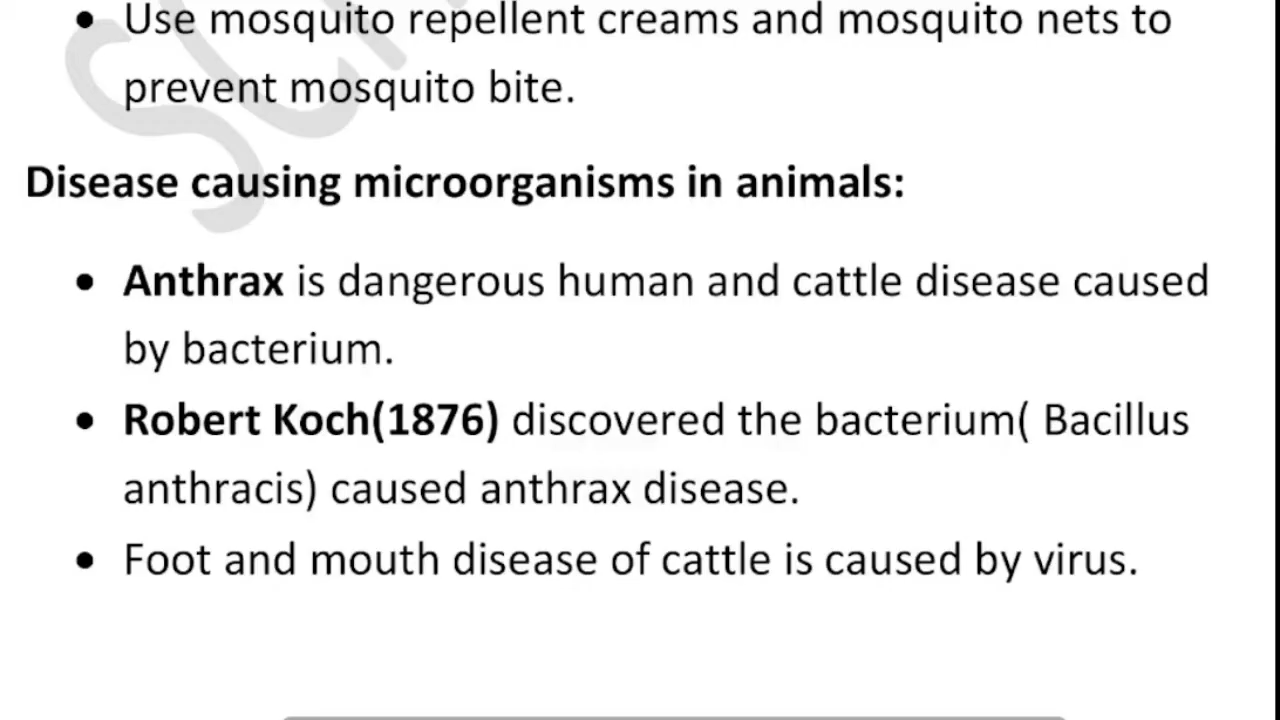 • Use mosquito repellent creams and mosquito nets to
prevent mosquito bite.
Disease causing microorganisms in animals:
• Anthrax is dangerous human and cattle disease caused
by bacterium.
• Robert Koch(1876) discovered the bacterium( Bacillus
anthracis) caused anthrax disease.
• Foot and mouth disease of cattle is caused by virus.